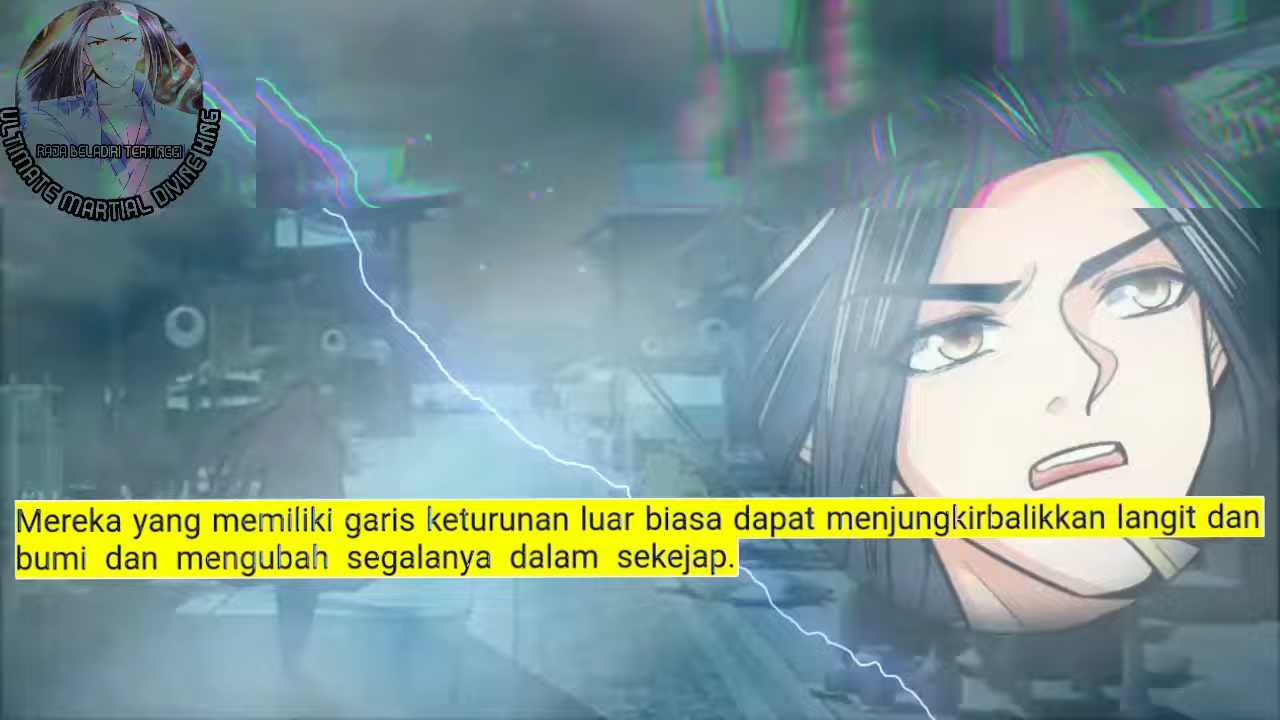 RAJA BELADIRI TERTINGGI
ULTIMATE MARTIAL DIVINE KING
Mereka yang memiliki garis keturunan luar biasa dapat menjungkirbalikkan langit dan
bumi dan mengubah segalanya dalam sekejap.